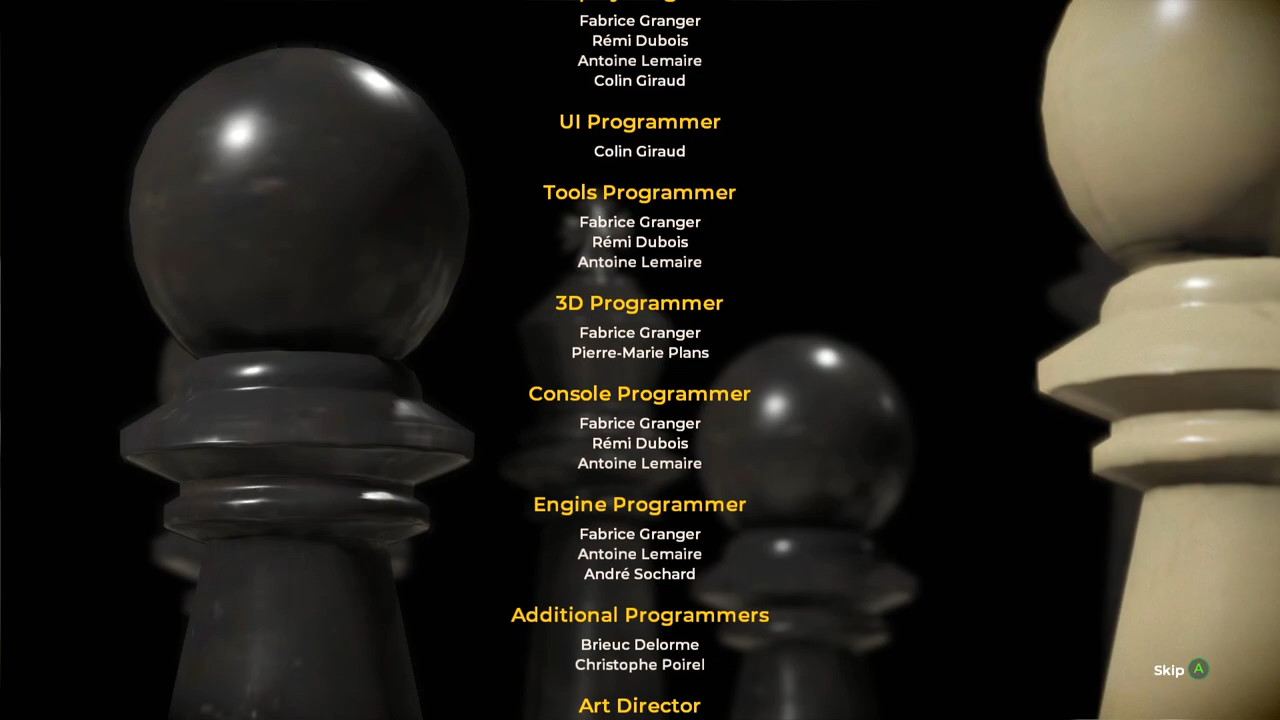 Fabrice Granger
Rémi Dubois
Antoine Lemaire
Colin Giraud
UI Programmer
Colin Giraud
Tools Programmer
Fabrice Granger
Rémi Dubois
Antoine Lemaire
3D Programmer
Fabrice Granger
Pierre-Marie Plans
Console Programmer
Fabrice Granger
Rémi Dubois
Antoine Lemaire
Engine Programmer
Fabrice Granger
Antoine Lemaire
André Sochard
Additional Programmers
Brieuc Delorme
Christophe Poirel
Skip A
Art Director